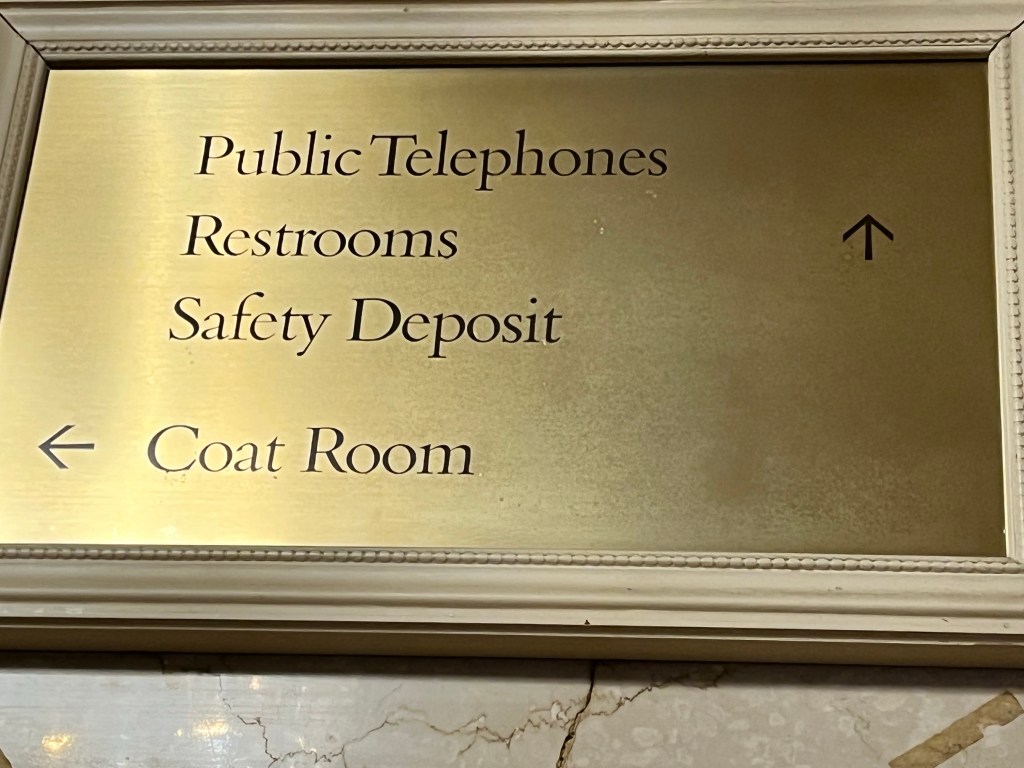 Public Telephones
Restrooms ↑
Safety Deposit
← Coat Room